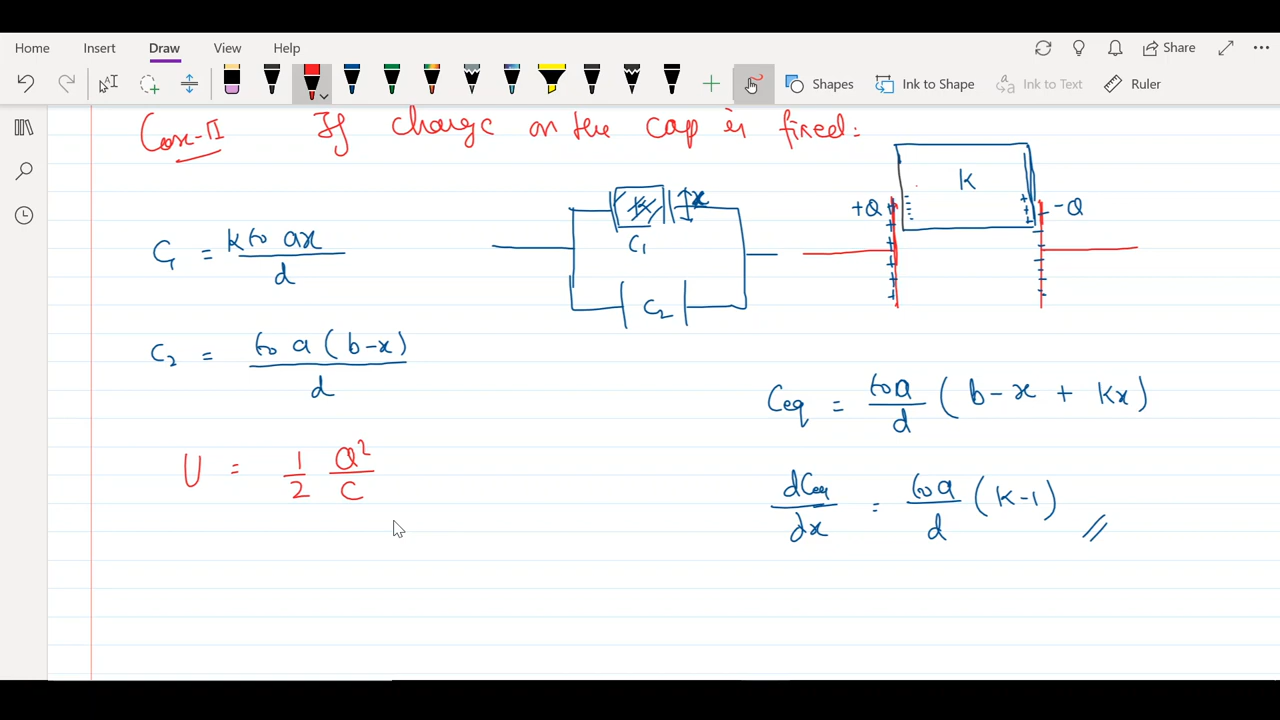 Home Insert Draw View Help Share
Shapes Ink to Shape Ink to Text Ruler
Case-II If charge on the cap is fixed:
K
+Q -Q
K x
C1
C2
C1 = K ε0 ax / d
C2 = ε0 a (b-x) / d
Ceq = ε0a / d (b-x + Kx)
U = 1/2 Q²/C
dCeq/dx = ε0a / d (K-1) //